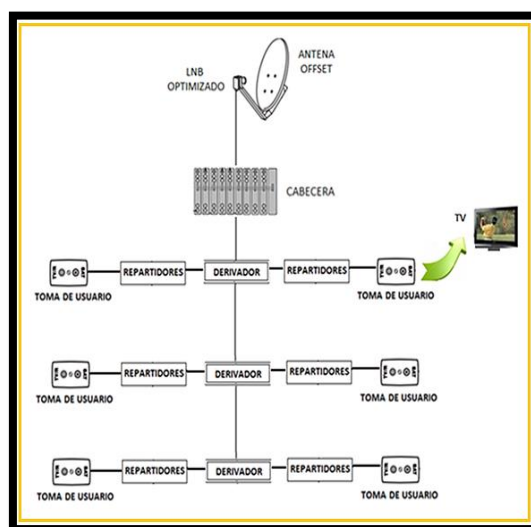 ANTENA
OFFSET
LNB
OPTIMIZADO
CABECERA
TV
REPARTIDORES DERIVADOR REPARTIDORES
TOMA DE USUARIO TOMA DE USUARIO
REPARTIDORES DERIVADOR REPARTIDORES
TOMA DE USUARIO TOMA DE USUARIO
REPARTIDORES DERIVADOR REPARTIDORES
TOMA DE USUARIO TOMA DE USUARIO